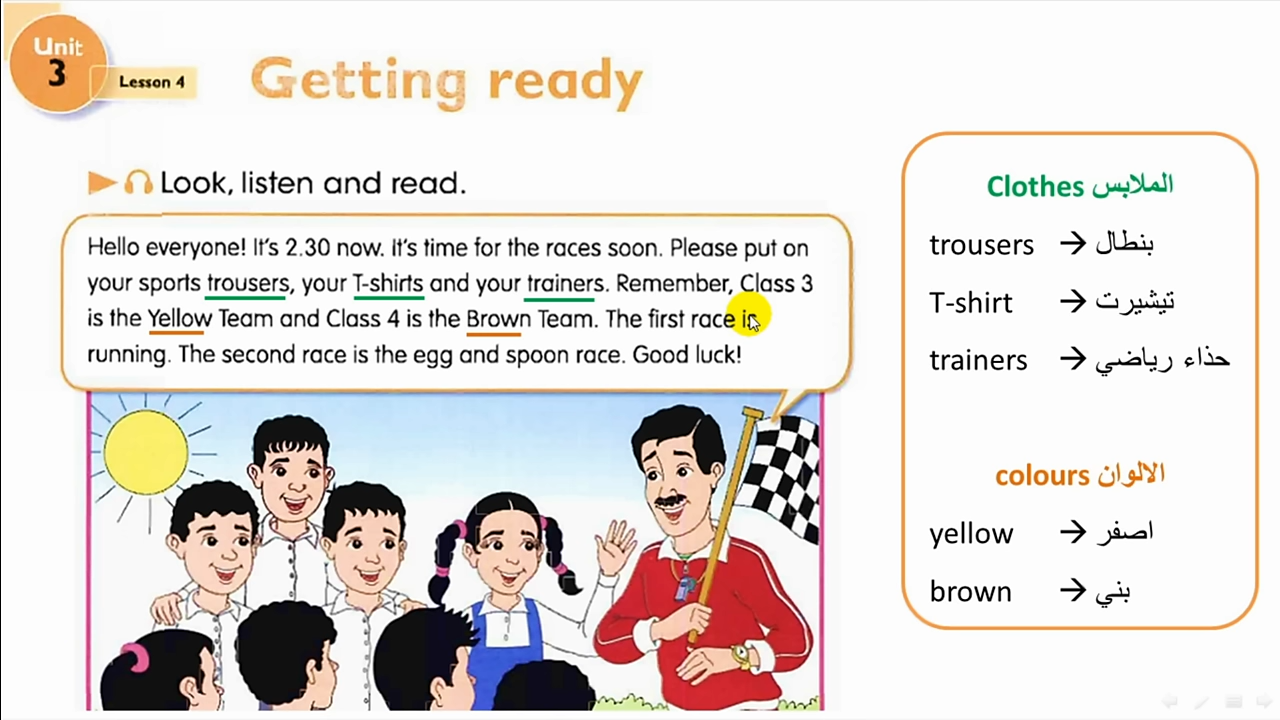 Unit
3
Lesson 4
Getting ready
Look, listen and read.
Hello everyone! It's 2.30 now. It's time for the races soon. Please put on
your sports trousers, your T-shirts and your trainers. Remember, Class 3
is the Yellow Team and Class 4 is the Brown Team. The first race is
running. The second race is the egg and spoon race. Good luck!
Clothes الملابس
trousers → بنطال
T-shirt → تيشيرت
trainers → حذاء رياضي
colours الالوان
yellow → اصفر
brown → بني